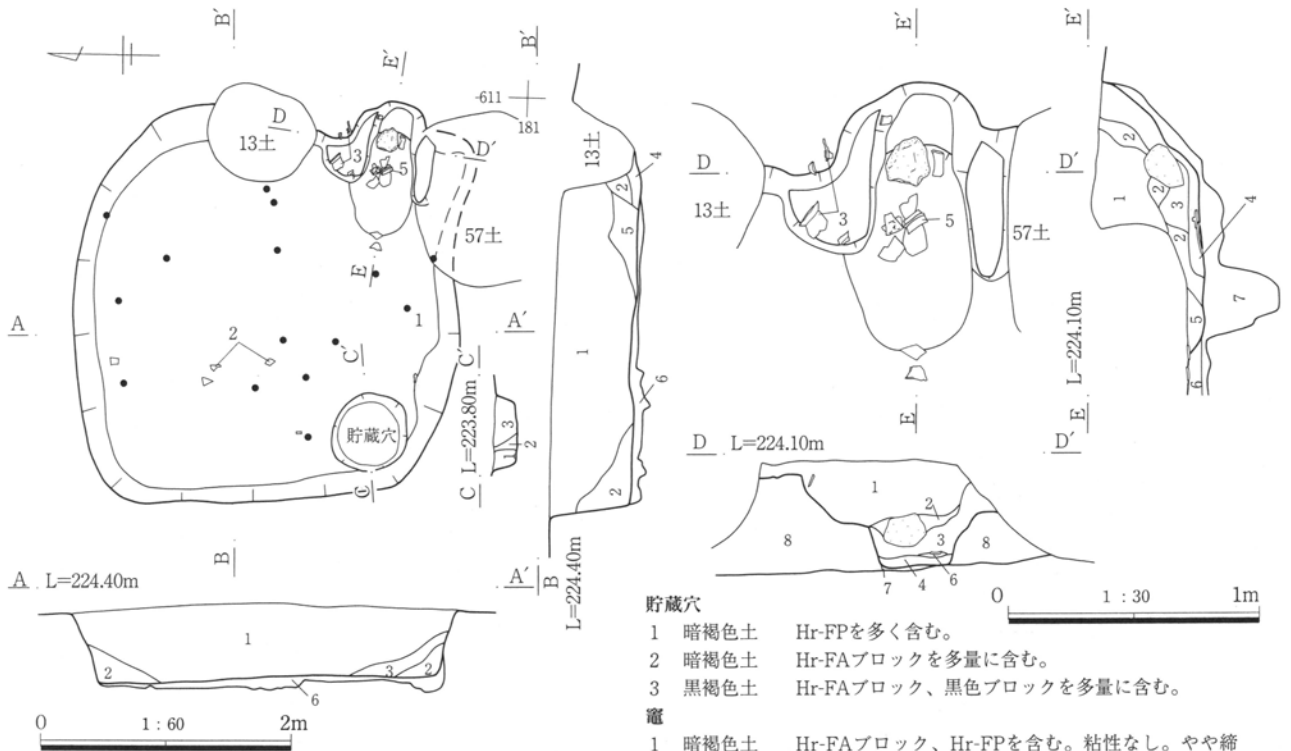 B′
E′
B′
-611
181
D
13土
3
5
D′
57土
E
A
2
1
C′
貯蔵穴
C
A′
C′
L=223.80m
3
2
1
C
13土
4
2
5
1
6
2
B
L=224.40m
B
A L=224.40m
A′
1
2
3
2
6
0 1:60 2m
E′
D
D′
13土
3
5
57土
E
E′
2
1
2
3
2
4
7
5
6
L=224.10m
E
D L=224.10m
D′
1
2
8
3
8
7
4
6
0 1:30 1m
貯蔵穴
1 暗褐色土 Hr-FPを多く含む。
2 暗褐色土 Hr-FAブロックを多量に含む。
3 黒褐色土 Hr-FAブロック、黒色ブロックを多量に含む。
竈
1 暗褐色土 Hr-FAブロック、Hr-FPを含む。粘性なし。やや締